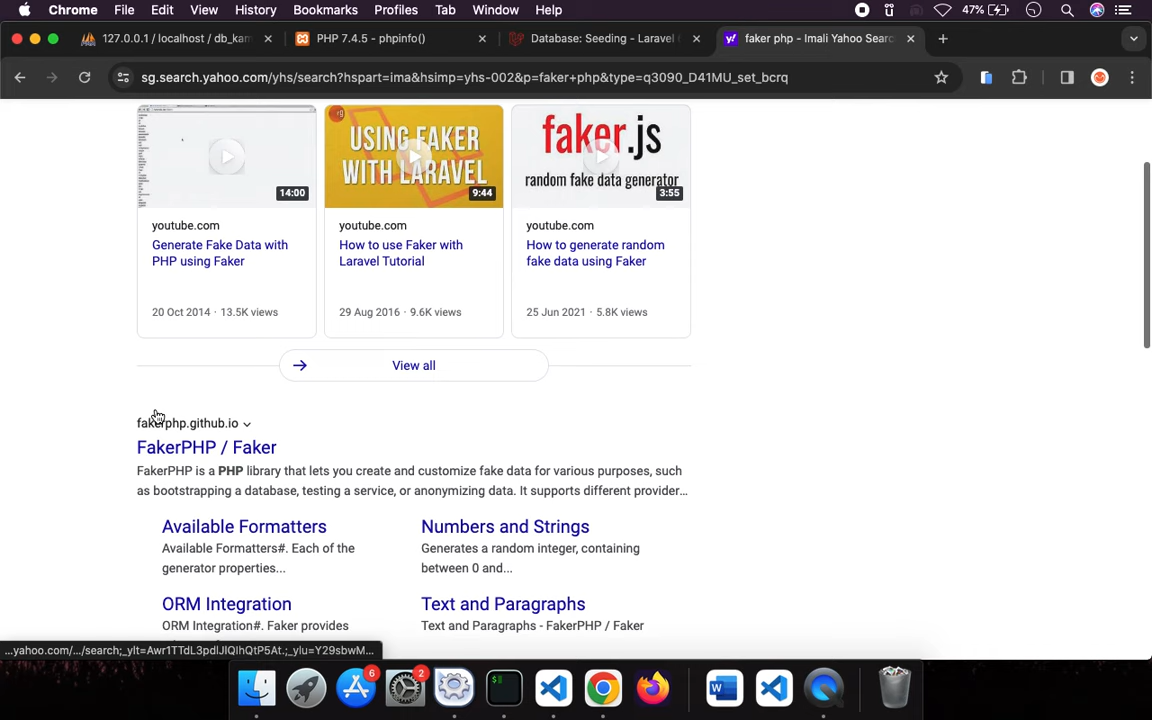 Chrome File Edit View History Bookmarks Profiles Tab Window Help 47%
127.0.0.1 / localhost / db_kam PHP 7.4.5 - phpinfo() Database: Seeding - Laravel faker php - Imali Yahoo Searc
sg.search.yahoo.com/yhs/search?hspart=ima&hsimp=yhs-002&p=faker+php&type=q3090_D41MU_set_bcrq
USING FAKER
WITH LARAVEL
faker.js
random fake data generator
14:00 9:44 3:55
youtube.com youtube.com youtube.com
Generate Fake Data with How to use Faker with How to generate random
PHP using Faker Laravel Tutorial fake data using Faker
20 Oct 2014 · 13.5K views 29 Aug 2016 · 9.6K views 25 Jun 2021 · 5.8K views
View all
fakerphp.github.io
FakerPHP / Faker
FakerPHP is a PHP library that lets you create and customize fake data for various purposes, such
as bootstrapping a database, testing a service, or anonymizing data. It supports different provider...
Available Formatters Numbers and Strings
Available Formatters#. Each of the Generates a random integer, containing
generator properties... between 0 and...
ORM Integration Text and Paragraphs
ORM Integration#. Faker provides Text and Paragraphs - FakerPHP / Faker
...yahoo.com/.../search;_ylt=Awr1TTdL3pdlJIQIhQtP5At.;_ylu=Y29sbwM...
6 2